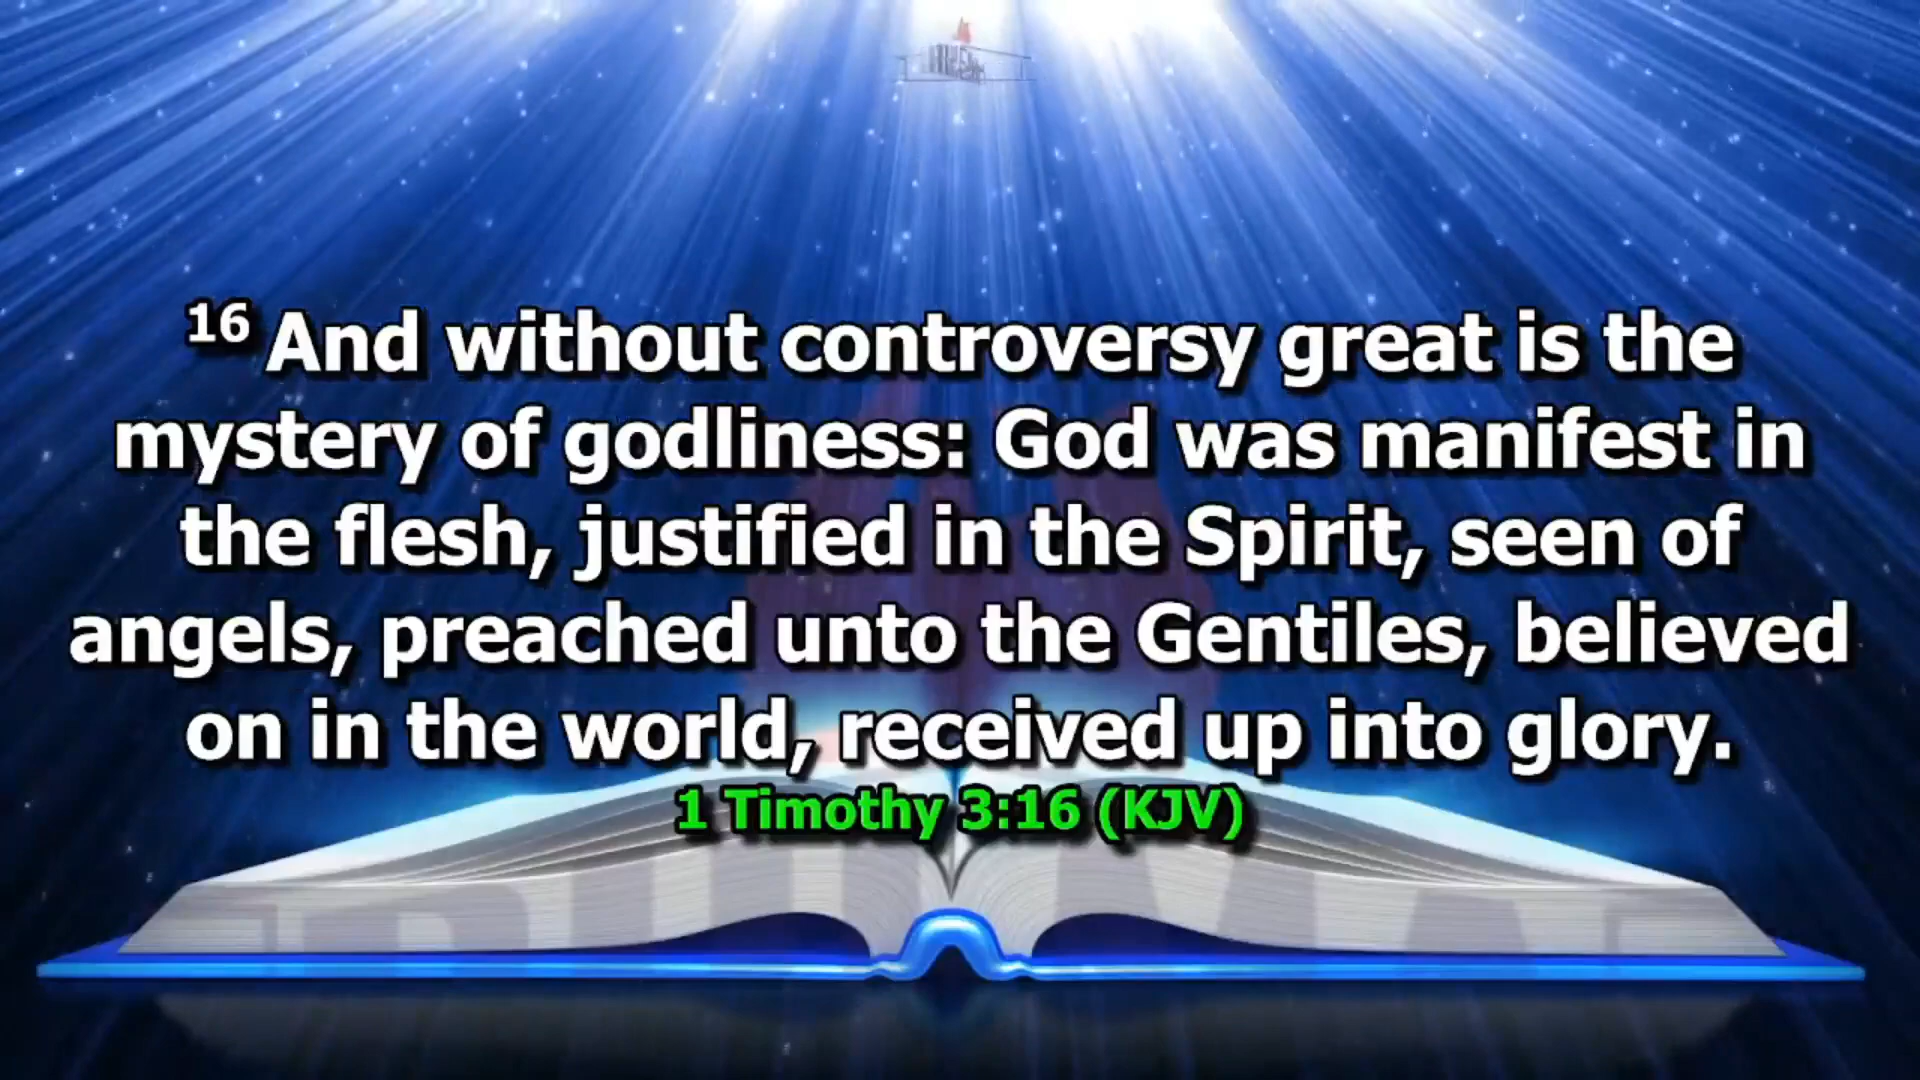 16 And without controversy great is the
mystery of godliness: God was manifest in
the flesh, justified in the Spirit, seen of
angels, preached unto the Gentiles, believed
on in the world, received up into glory.
1 Timothy 3:16 (KJV)